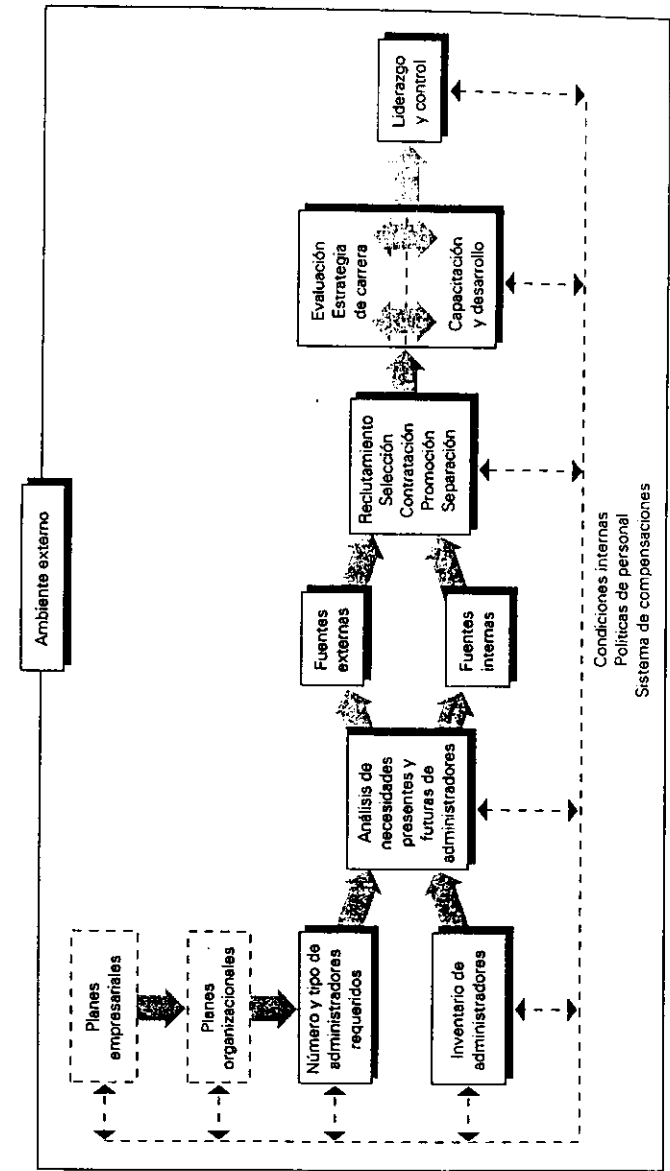 Ambiente externo
Planes
empresariales
Planes
organizacionales
Número y tipo de
administradores
requeridos
Inventario de
administradores
Análisis de
necesidades
presentes y
futuras de
administradores
Fuentes
externas
Fuentes
internas
Reclutamiento
Selección
Contratación
Promoción
Separación
Evaluación
Estrategia
de carrera
Capacitación
y desarrollo
Liderazgo
y control
Condiciones internas
Políticas de personal
Sistema de compensaciones